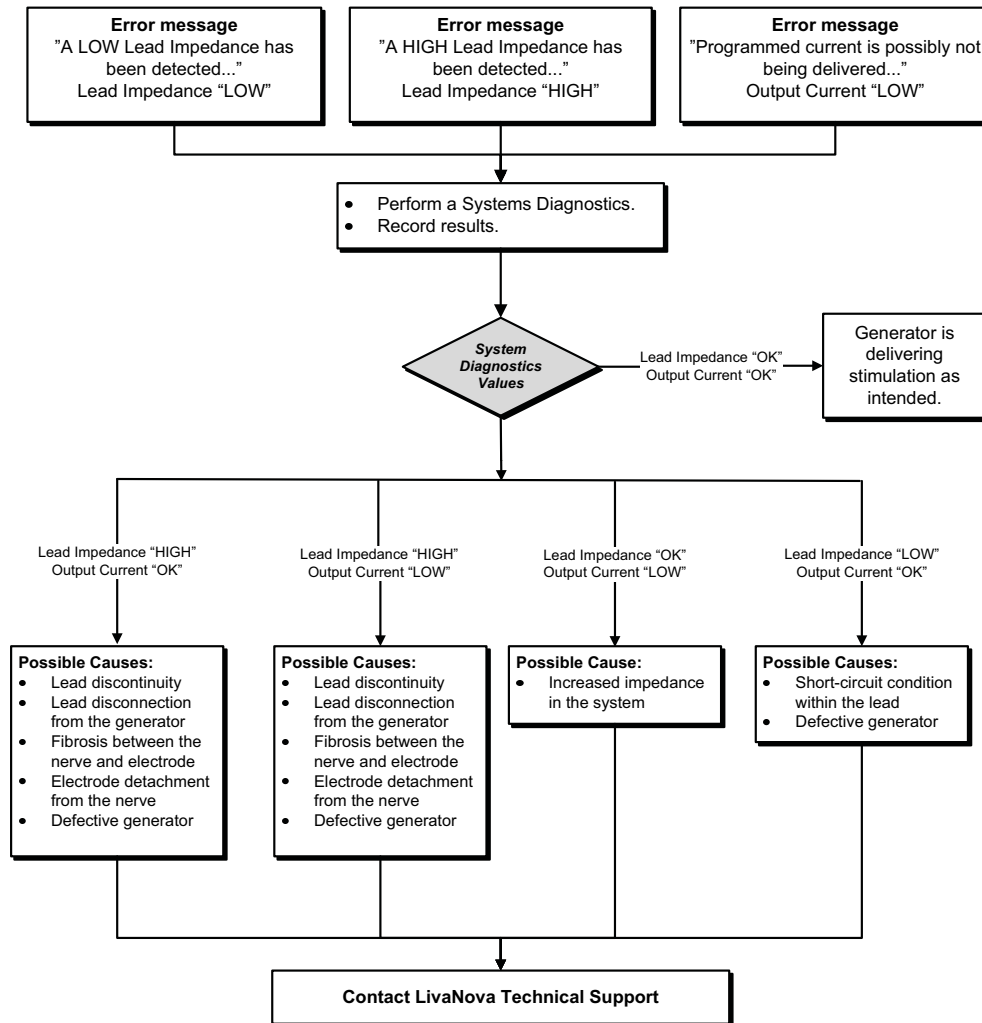 Error message
”A LOW Lead Impedance has
been detected...”
Lead Impedance “LOW”
Error message
”A HIGH Lead Impedance has
been detected...”
Lead Impedance “HIGH”
Error message
”Programmed current is possibly not
being delivered...”
Output Current “LOW”
• Perform a Systems Diagnostics.
• Record results.
System
Diagnostics
Values
Lead Impedance “OK”
Output Current “OK”
Generator is
delivering
stimulation as
intended.
Lead Impedance “HIGH”
Output Current “OK”
Lead Impedance “HIGH”
Output Current “LOW”
Lead Impedance “OK”
Output Current “LOW”
Lead Impedance “LOW”
Output Current “OK”
Possible Causes:
• Lead discontinuity
• Lead disconnection
from the generator
• Fibrosis between the
nerve and electrode
• Electrode detachment
from the nerve
• Defective generator
Possible Causes:
• Lead discontinuity
• Lead disconnection
from the generator
• Fibrosis between the
nerve and electrode
• Electrode detachment
from the nerve
• Defective generator
Possible Cause:
• Increased impedance
in the system
Possible Causes:
• Short-circuit condition
within the lead
• Defective generator
Contact LivaNova Technical Support